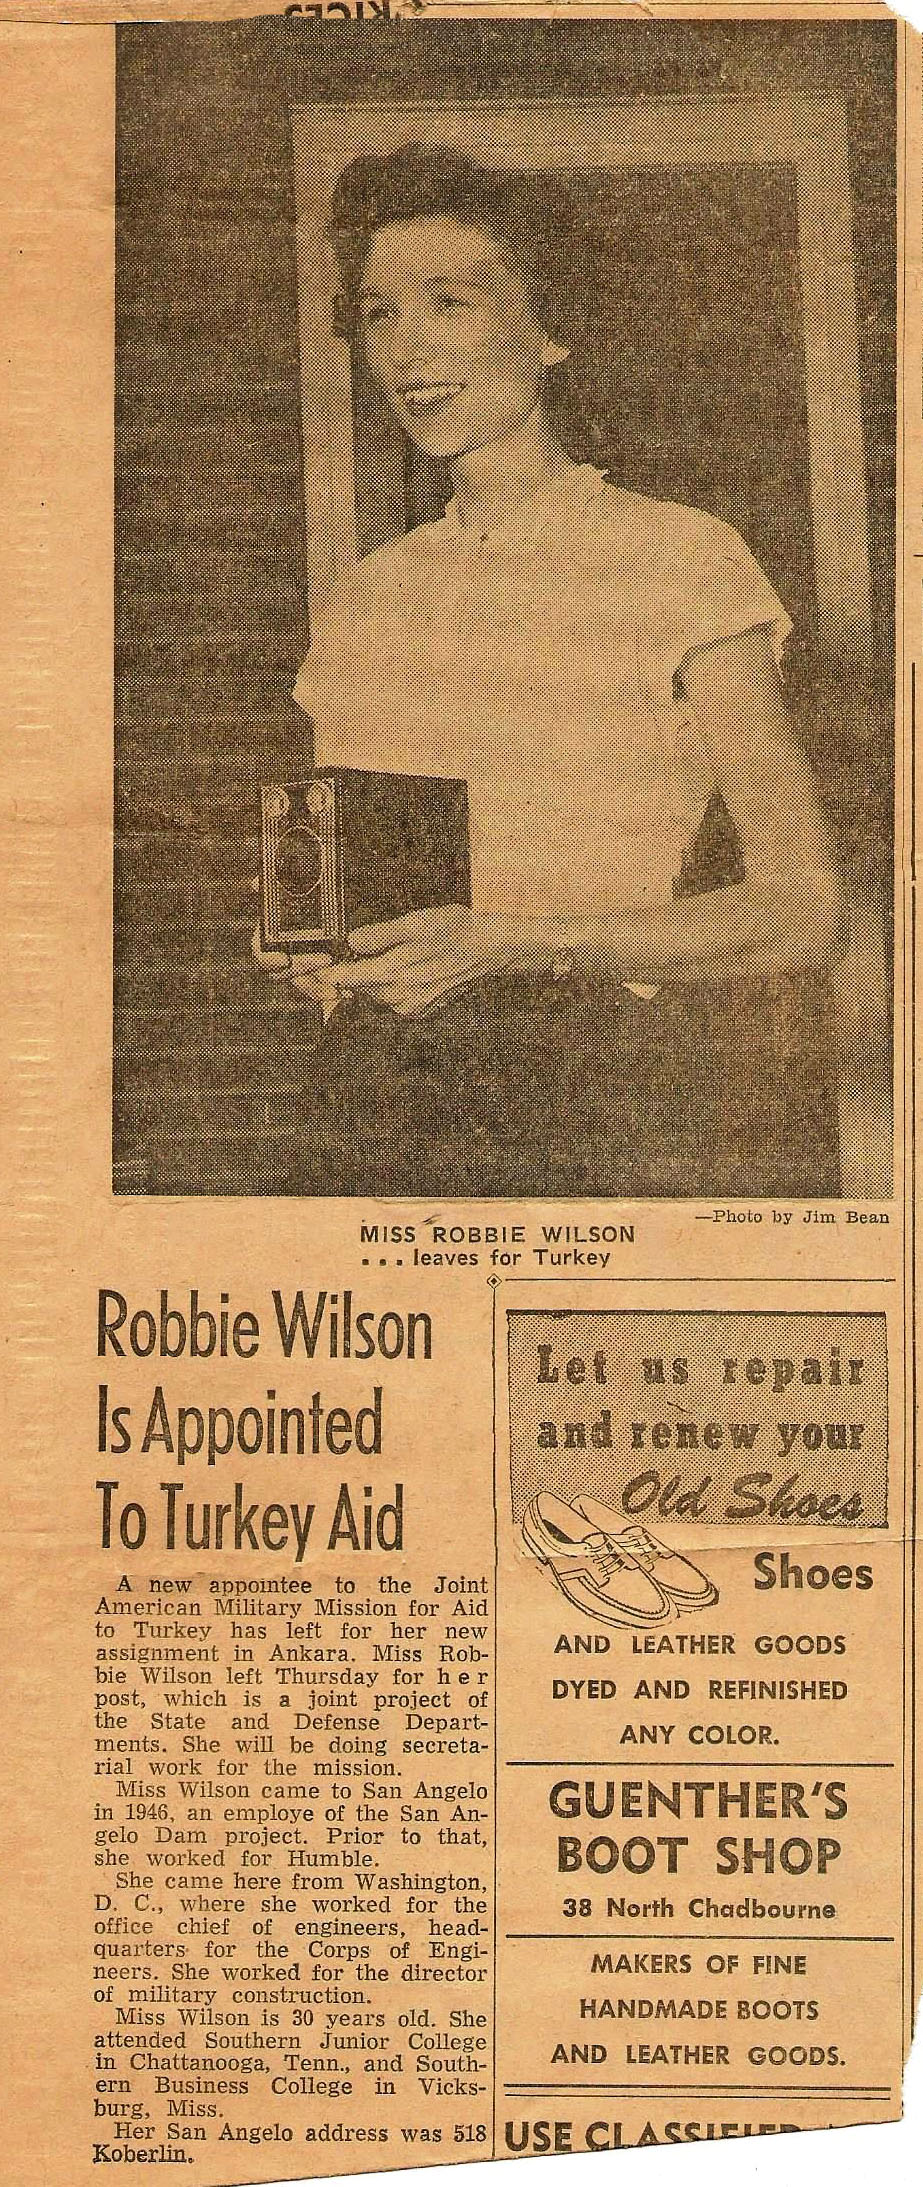 —Photo by Jim Bean
MISS ROBBIE WILSON
... leaves for Turkey
Robbie Wilson
Is Appointed
To Turkey Aid
A new appointee to the Joint
American Military Mission for Aid
to Turkey has left for her new
assignment in Ankara. Miss Rob-
bie Wilson left Thursday for her
post, which is a joint project of
the State and Defense Depart-
ments. She will be doing secreta-
rial work for the mission.
Miss Wilson came to San Angelo
in 1946, an employe of the San An-
gelo Dam project. Prior to that,
she worked for Humble.
She came here from Washington,
D. C., where she worked for the
office chief of engineers, head-
quarters for the Corps of Engi-
neers. She worked for the director
of military construction.
Miss Wilson is 30 years old. She
attended Southern Junior College
in Chattanooga, Tenn., and South-
ern Business College in Vicks-
burg, Miss.
Her San Angelo address was 518
Koberlin.
Let us repair
and renew your
Old Shoes
Shoes
AND LEATHER GOODS
DYED AND REFINISHED
ANY COLOR.
GUENTHER'S
BOOT SHOP
38 North Chadbourne
MAKERS OF FINE
HANDMADE BOOTS
AND LEATHER GOODS.
USE CLASSIFIED